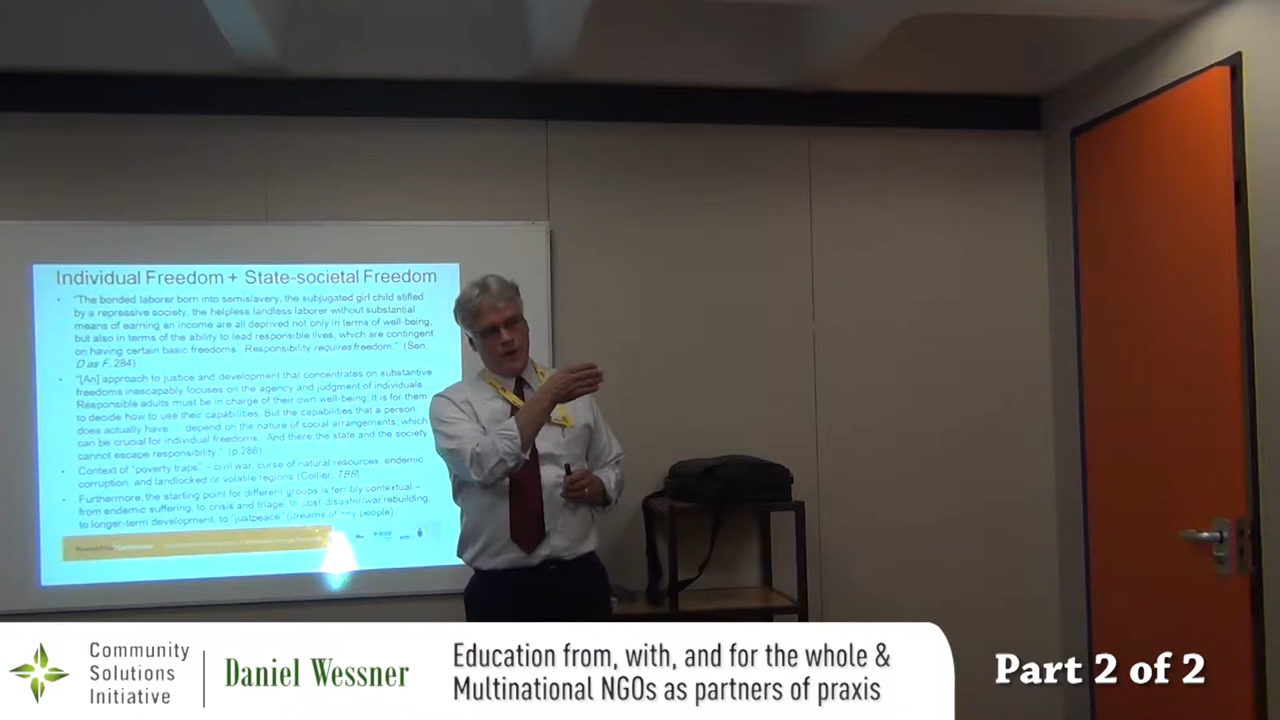 Individual Freedom + State-societal Freedom
• "The bonded laborer born into semislavery, the subjugated girl child stifled
by a repressive society, the helpless landless laborer without substantial
means of earning an income are all deprived not only in terms of well-being,
but also in terms of the ability to lead responsible lives, which are contingent
on having certain basic freedoms. Responsibility requires freedom." (Sen,
D as F, 284)
• "[An] approach to justice and development that concentrates on substantive
freedoms inescapably focuses on the agency and judgment of individuals …
Responsible adults must be in charge of their own well-being; it is for them
to decide how to use their capabilities. But the capabilities that a person
does actually have … depend on the nature of social arrangements, which
can be crucial for individual freedoms. And there the state and the society
cannot escape responsibility." (p.288)
• Context of "poverty traps" – civil war, curse of natural resources, endemic
corruption, and landlocked or volatile regions (Collier, TBB)
• Furthermore, the starting point for different groups is terribly contextual –
from endemic suffering, to crisis and triage, to post disaster/war rebuilding,
to longer-term development, to "justpeace" (dreams of any people)
Community
Solutions
Initiative
Daniel Wessner
Education from, with, and for the whole &
Multinational NGOs as partners of praxis
Part 2 of 2